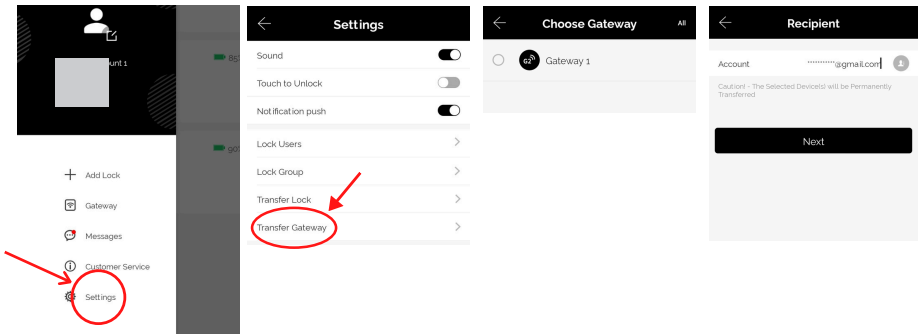 unt 1
85
90
Add Lock
Gateway
Messages
Customer Service
Settings
Settings
Sound
Touch to Unlock
Notification push
Lock Users
Lock Group
Transfer Lock
Transfer Gateway
Choose Gateway
All
G2
Gateway 1
Recipient
Account
***********@gmail.com
Caution! - The Selected Device(s) will be Permanently
Transferred
Next